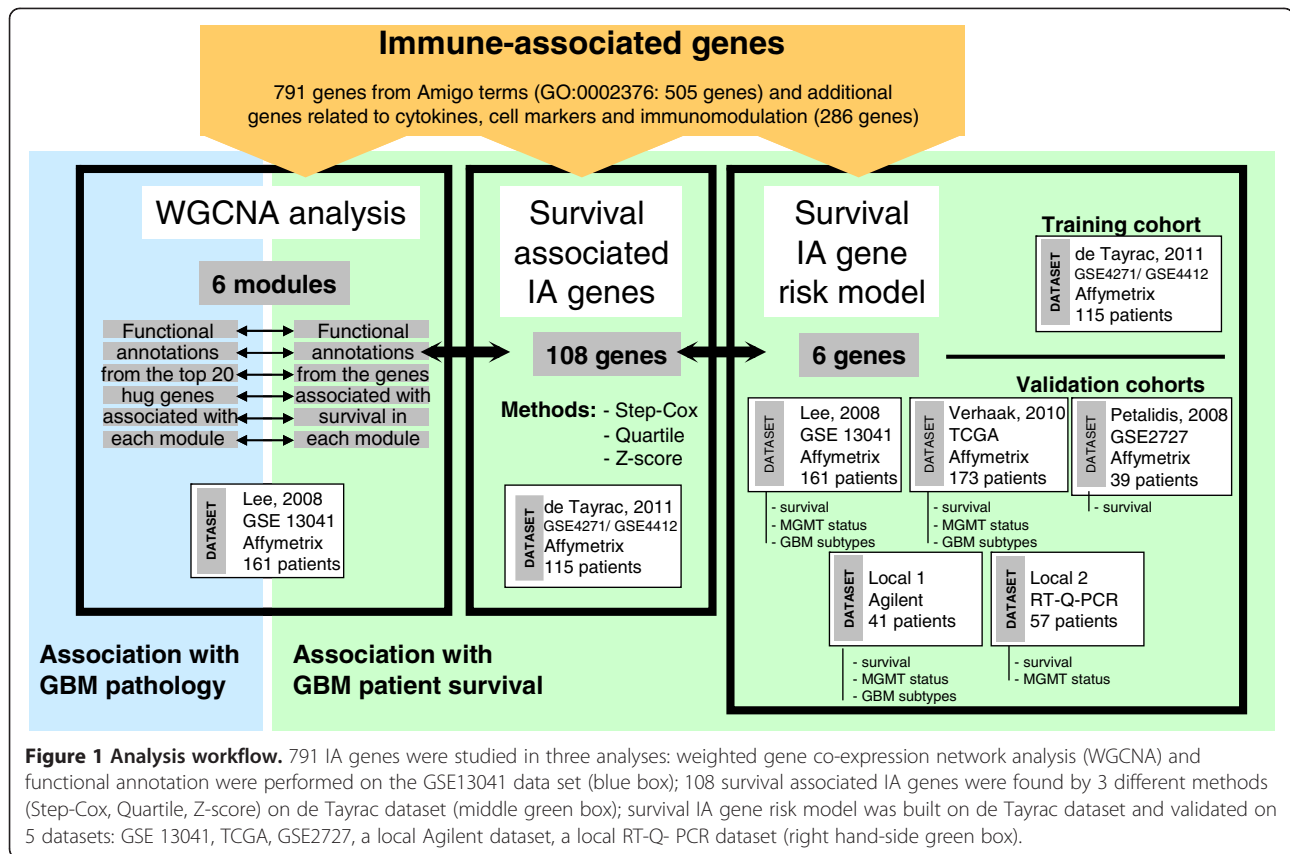 Immune-associated genes
791 genes from Amigo terms (GO:0002376: 505 genes) and additional
genes related to cytokines, cell markers and immunomodulation (286 genes)
WGCNA analysis
6 modules
Functional
annotations
from the top 20
hug genes
associated with
each module
Functional
annotations
from the genes
associated with
survival in
each module
DATASET
Lee, 2008
GSE 13041
Affymetrix
161 patients
Survival
associated
IA genes
108 genes
Methods: - Step-Cox
- Quartile
- Z-score
DATASET
de Tayrac, 2011
GSE4271/ GSE4412
Affymetrix
115 patients
Survival
IA gene
risk model
6 genes
Training cohort
DATASET
de Tayrac, 2011
GSE4271/ GSE4412
Affymetrix
115 patients
Validation cohorts
DATASET
Lee, 2008
GSE 13041
Affymetrix
161 patients
- survival
- MGMT status
- GBM subtypes
DATASET
Verhaak, 2010
TCGA
Affymetrix
173 patients
- survival
- MGMT status
- GBM subtypes
DATASET
Petalidis, 2008
GSE2727
Affymetrix
39 patients
- survival
DATASET
Local 1
Agilent
41 patients
- survival
- MGMT status
- GBM subtypes
DATASET
Local 2
RT-Q-PCR
57 patients
- survival
- MGMT status
Association with
GBM pathology
Association with
GBM patient survival
Figure 1 Analysis workflow. 791 IA genes were studied in three analyses: weighted gene co-expression network analysis (WGCNA) and
functional annotation were performed on the GSE13041 data set (blue box); 108 survival associated IA genes were found by 3 different methods
(Step-Cox, Quartile, Z-score) on de Tayrac dataset (middle green box); survival IA gene risk model was built on de Tayrac dataset and validated on
5 datasets: GSE 13041, TCGA, GSE2727, a local Agilent dataset, a local RT-Q- PCR dataset (right hand-side green box).